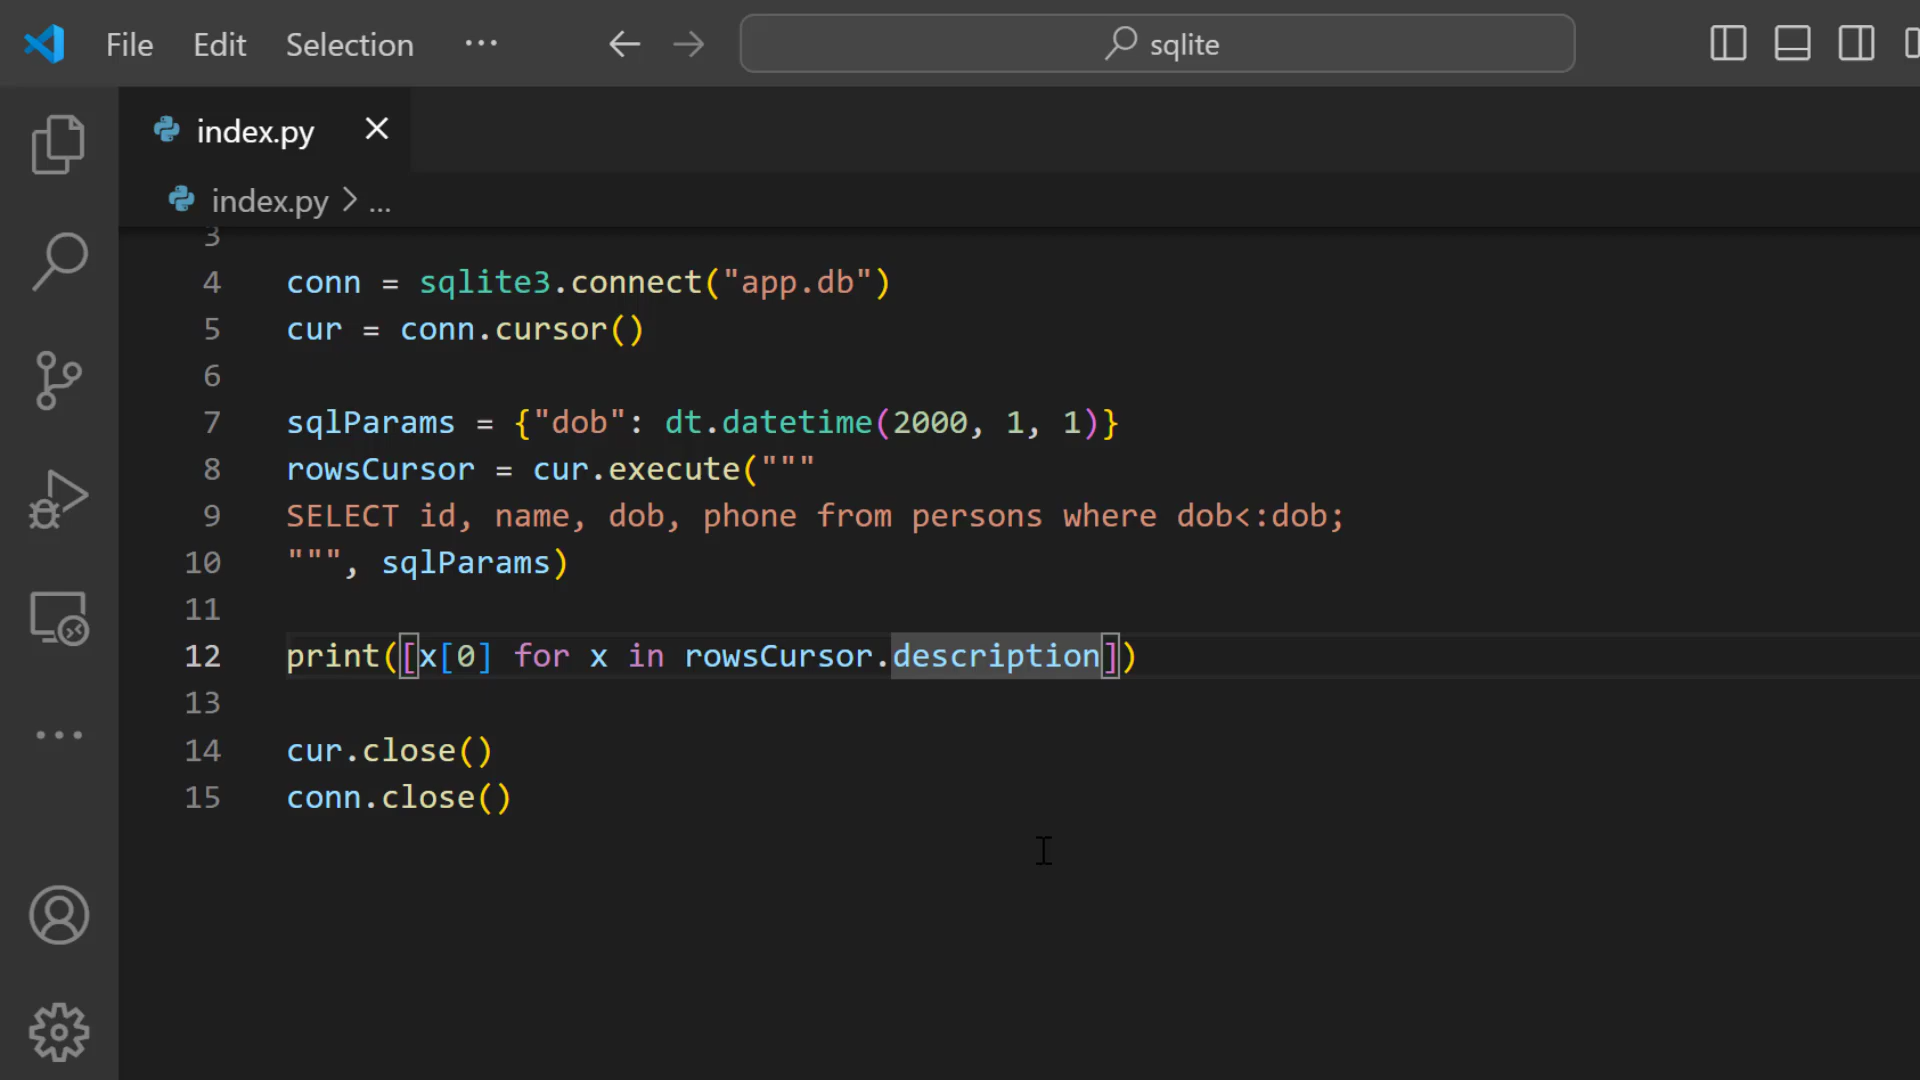 File Edit Selection ... sqlite
index.py
index.py > ...
3
4 conn = sqlite3.connect("app.db")
5 cur = conn.cursor()
6
7 sqlParams = {"dob": dt.datetime(2000, 1, 1)}
8 rowsCursor = cur.execute("""
9 SELECT id, name, dob, phone from persons where dob<:dob;
10 """, sqlParams)
11
12 print([x[0] for x in rowsCursor.description])
13
14 cur.close()
15 conn.close()